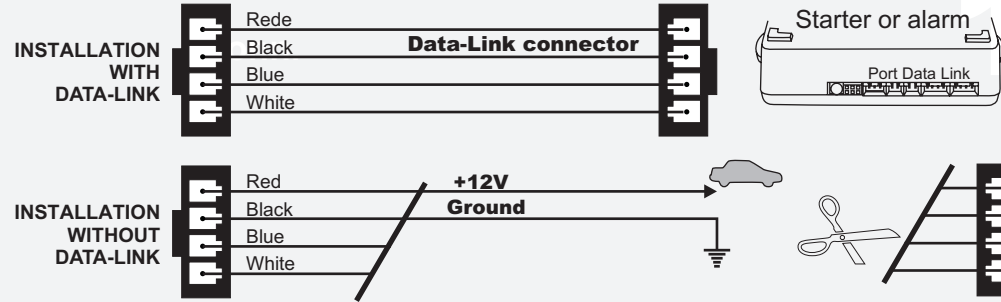 INSTALLATION
WITH
DATA-LINK
Rede
Black
Blue
White
Data-Link connector
Starter or alarm
Port Data Link
INSTALLATION
WITHOUT
DATA-LINK
Red
Black
Blue
White
+12V
Ground